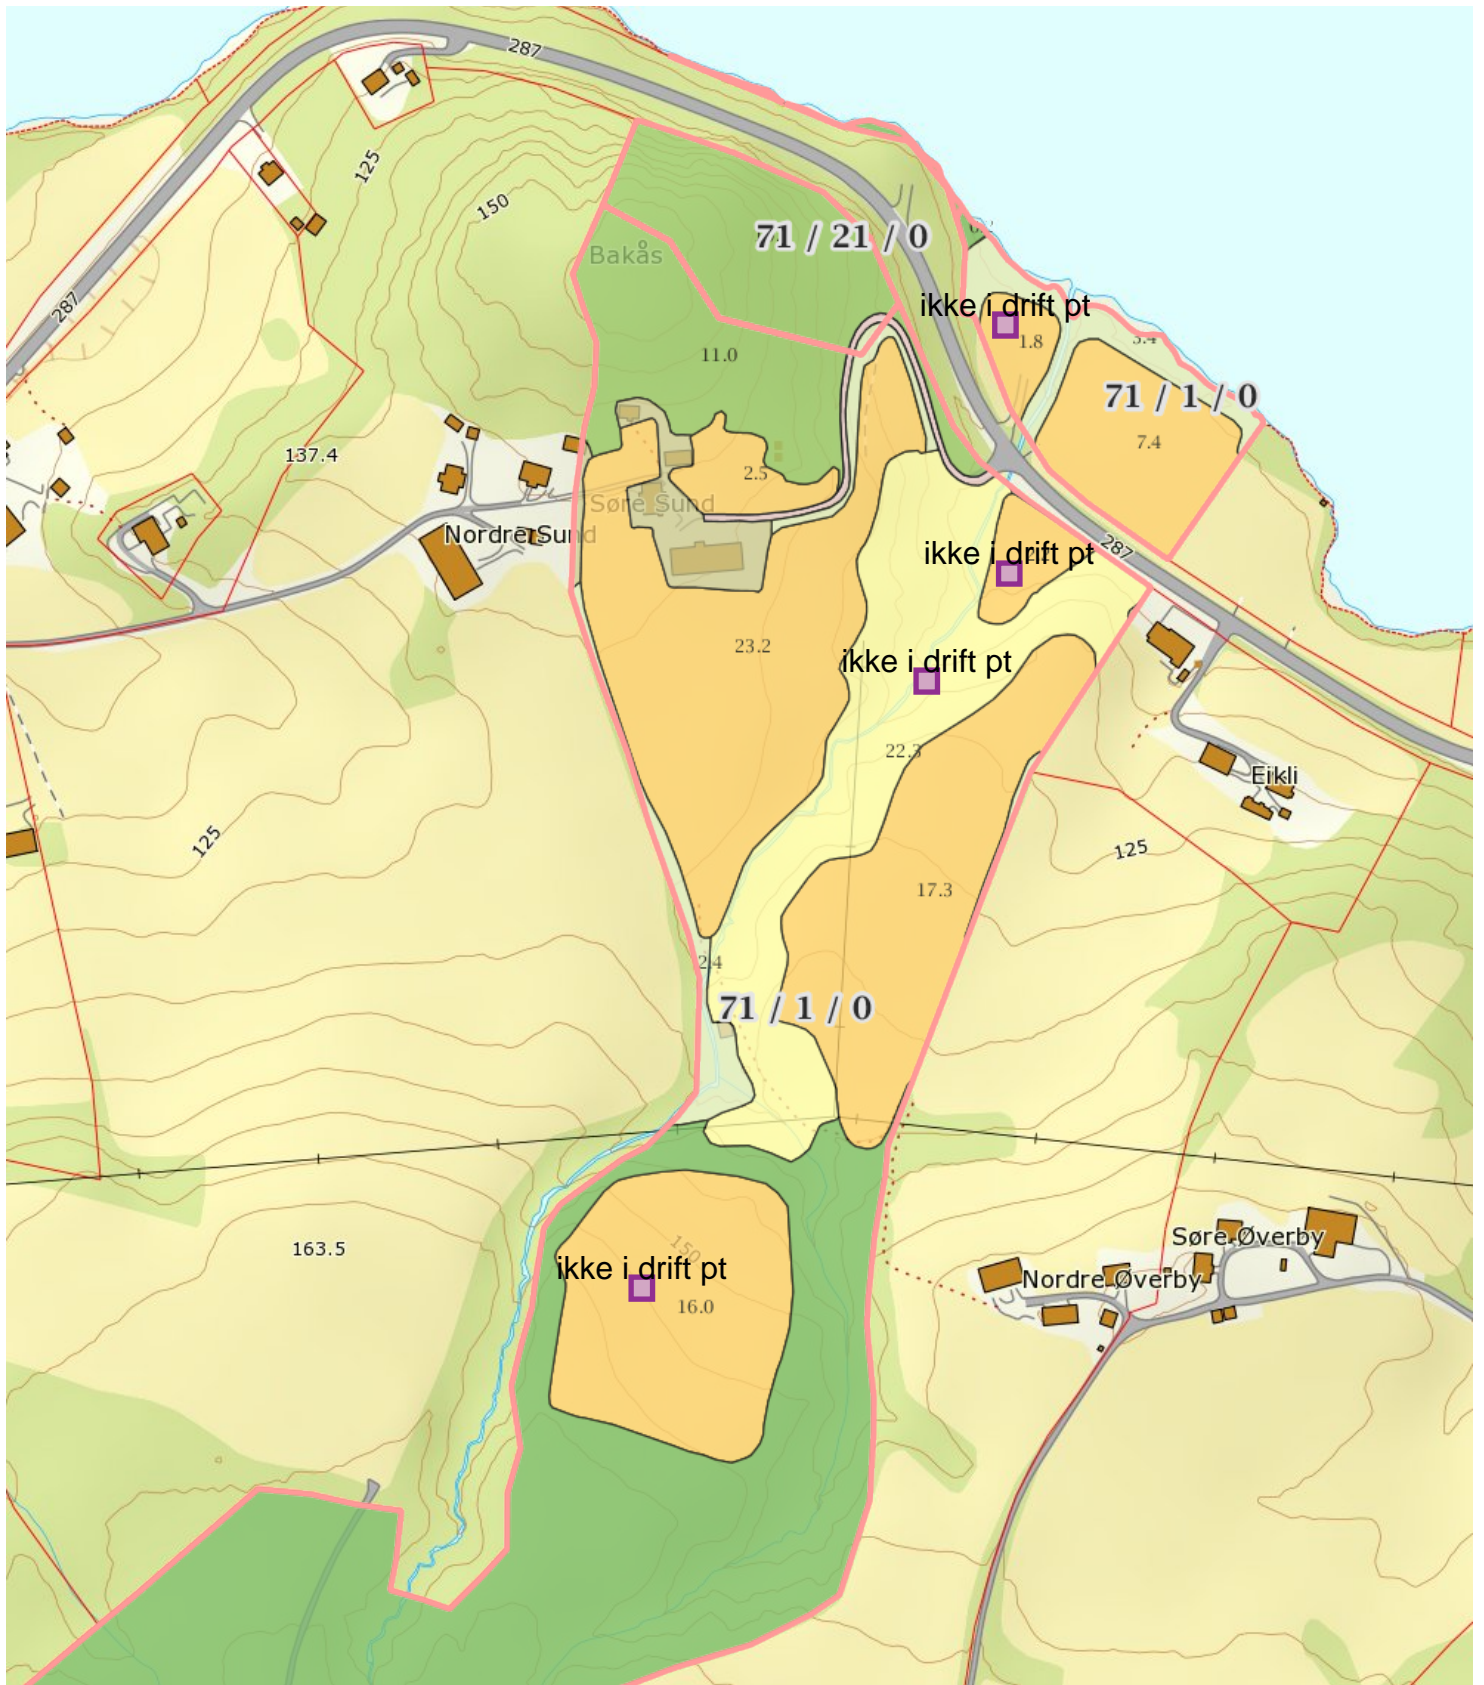 287
125
150
Bakås
71 / 21 / 0
287
ikke i drift pt
1.8
3.4
11.0
71 / 1 / 0
7.4
137.4
2.5
Søre Sund
Nordre Sund
ikke i drift pt
287
23.2
ikke i drift pt
22.3
Eikli
125
125
17.3
2.4
71 / 1 / 0
163.5
150
Søre Øverby
ikke i drift pt
Nordre Øverby
16.0